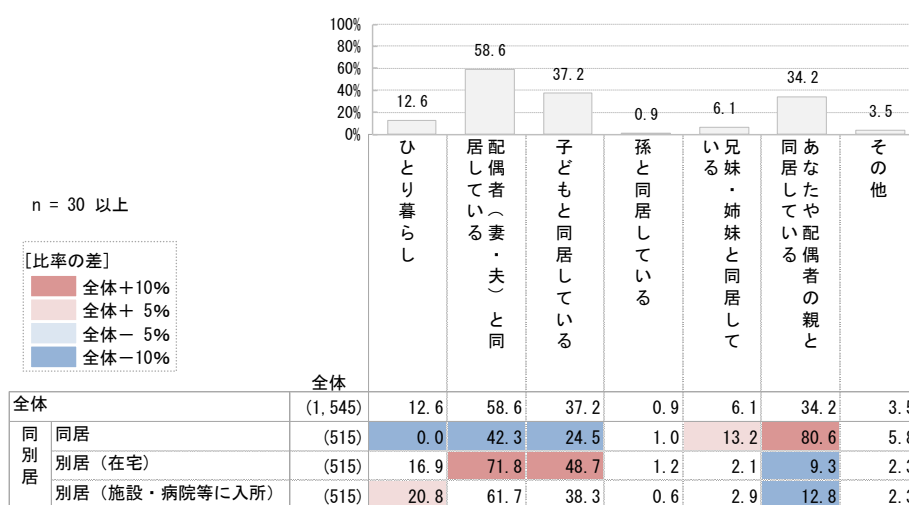 100%
80%
60%
40%
20%
0%
12.6
58.6
37.2
0.9
6.1
34.2
3.5
ひとり暮らし
配偶者（妻・夫）と同
居している
子どもと同居している
孫と同居している
兄妹・姉妹と同居して
いる
あなたや配偶者の親と
同居している
その他
n = 30 以上
[比率の差]
全体＋10%
全体＋ 5%
全体－ 5%
全体－10%
全体
全体 (1,545) 12.6 58.6 37.2 0.9 6.1 34.2 3.5
同別居
同居 (515) 0.0 42.3 24.5 1.0 13.2 80.6 5.8
別居（在宅） (515) 16.9 71.8 48.7 1.2 2.1 9.3 2.3
別居（施設・病院等に入所） (515) 20.8 61.7 38.3 0.6 2.9 12.8 2.3